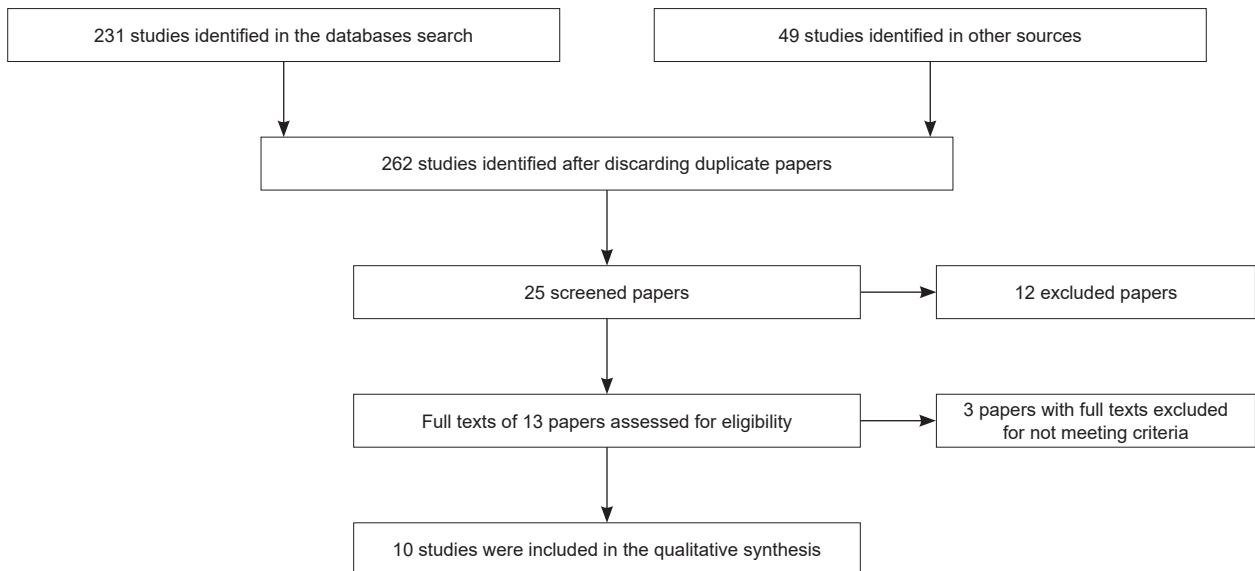 231 studies identified in the databases search
49 studies identified in other sources
262 studies identified after discarding duplicate papers
25 screened papers
12 excluded papers
Full texts of 13 papers assessed for eligibility
3 papers with full texts excluded
for not meeting criteria
10 studies were included in the qualitative synthesis